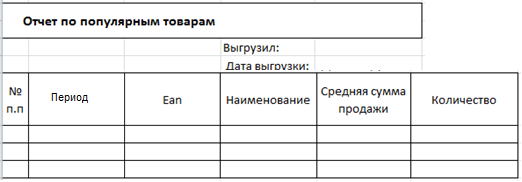 Отчет по популярным товарам
Выгрузил:
Дата выгрузки:
№ п.п
Период
Ean
Наименование
Средняя сумма продажи
Количество